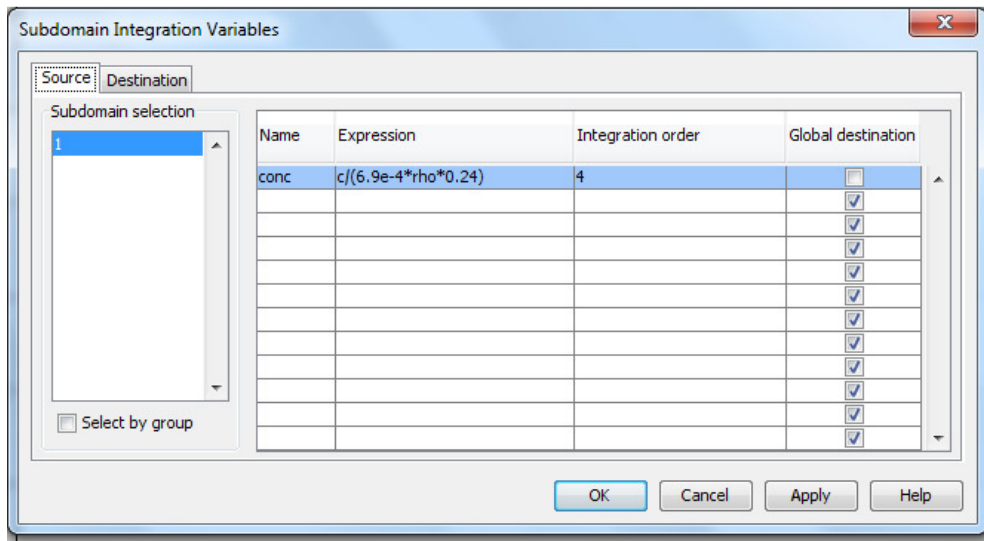 Subdomain Integration Variables
Source Destination
Subdomain selection
1
Select by group
Name Expression Integration order Global destination
conc c/(6.9e-4*rho*0.24) 4
OK Cancel Apply Help